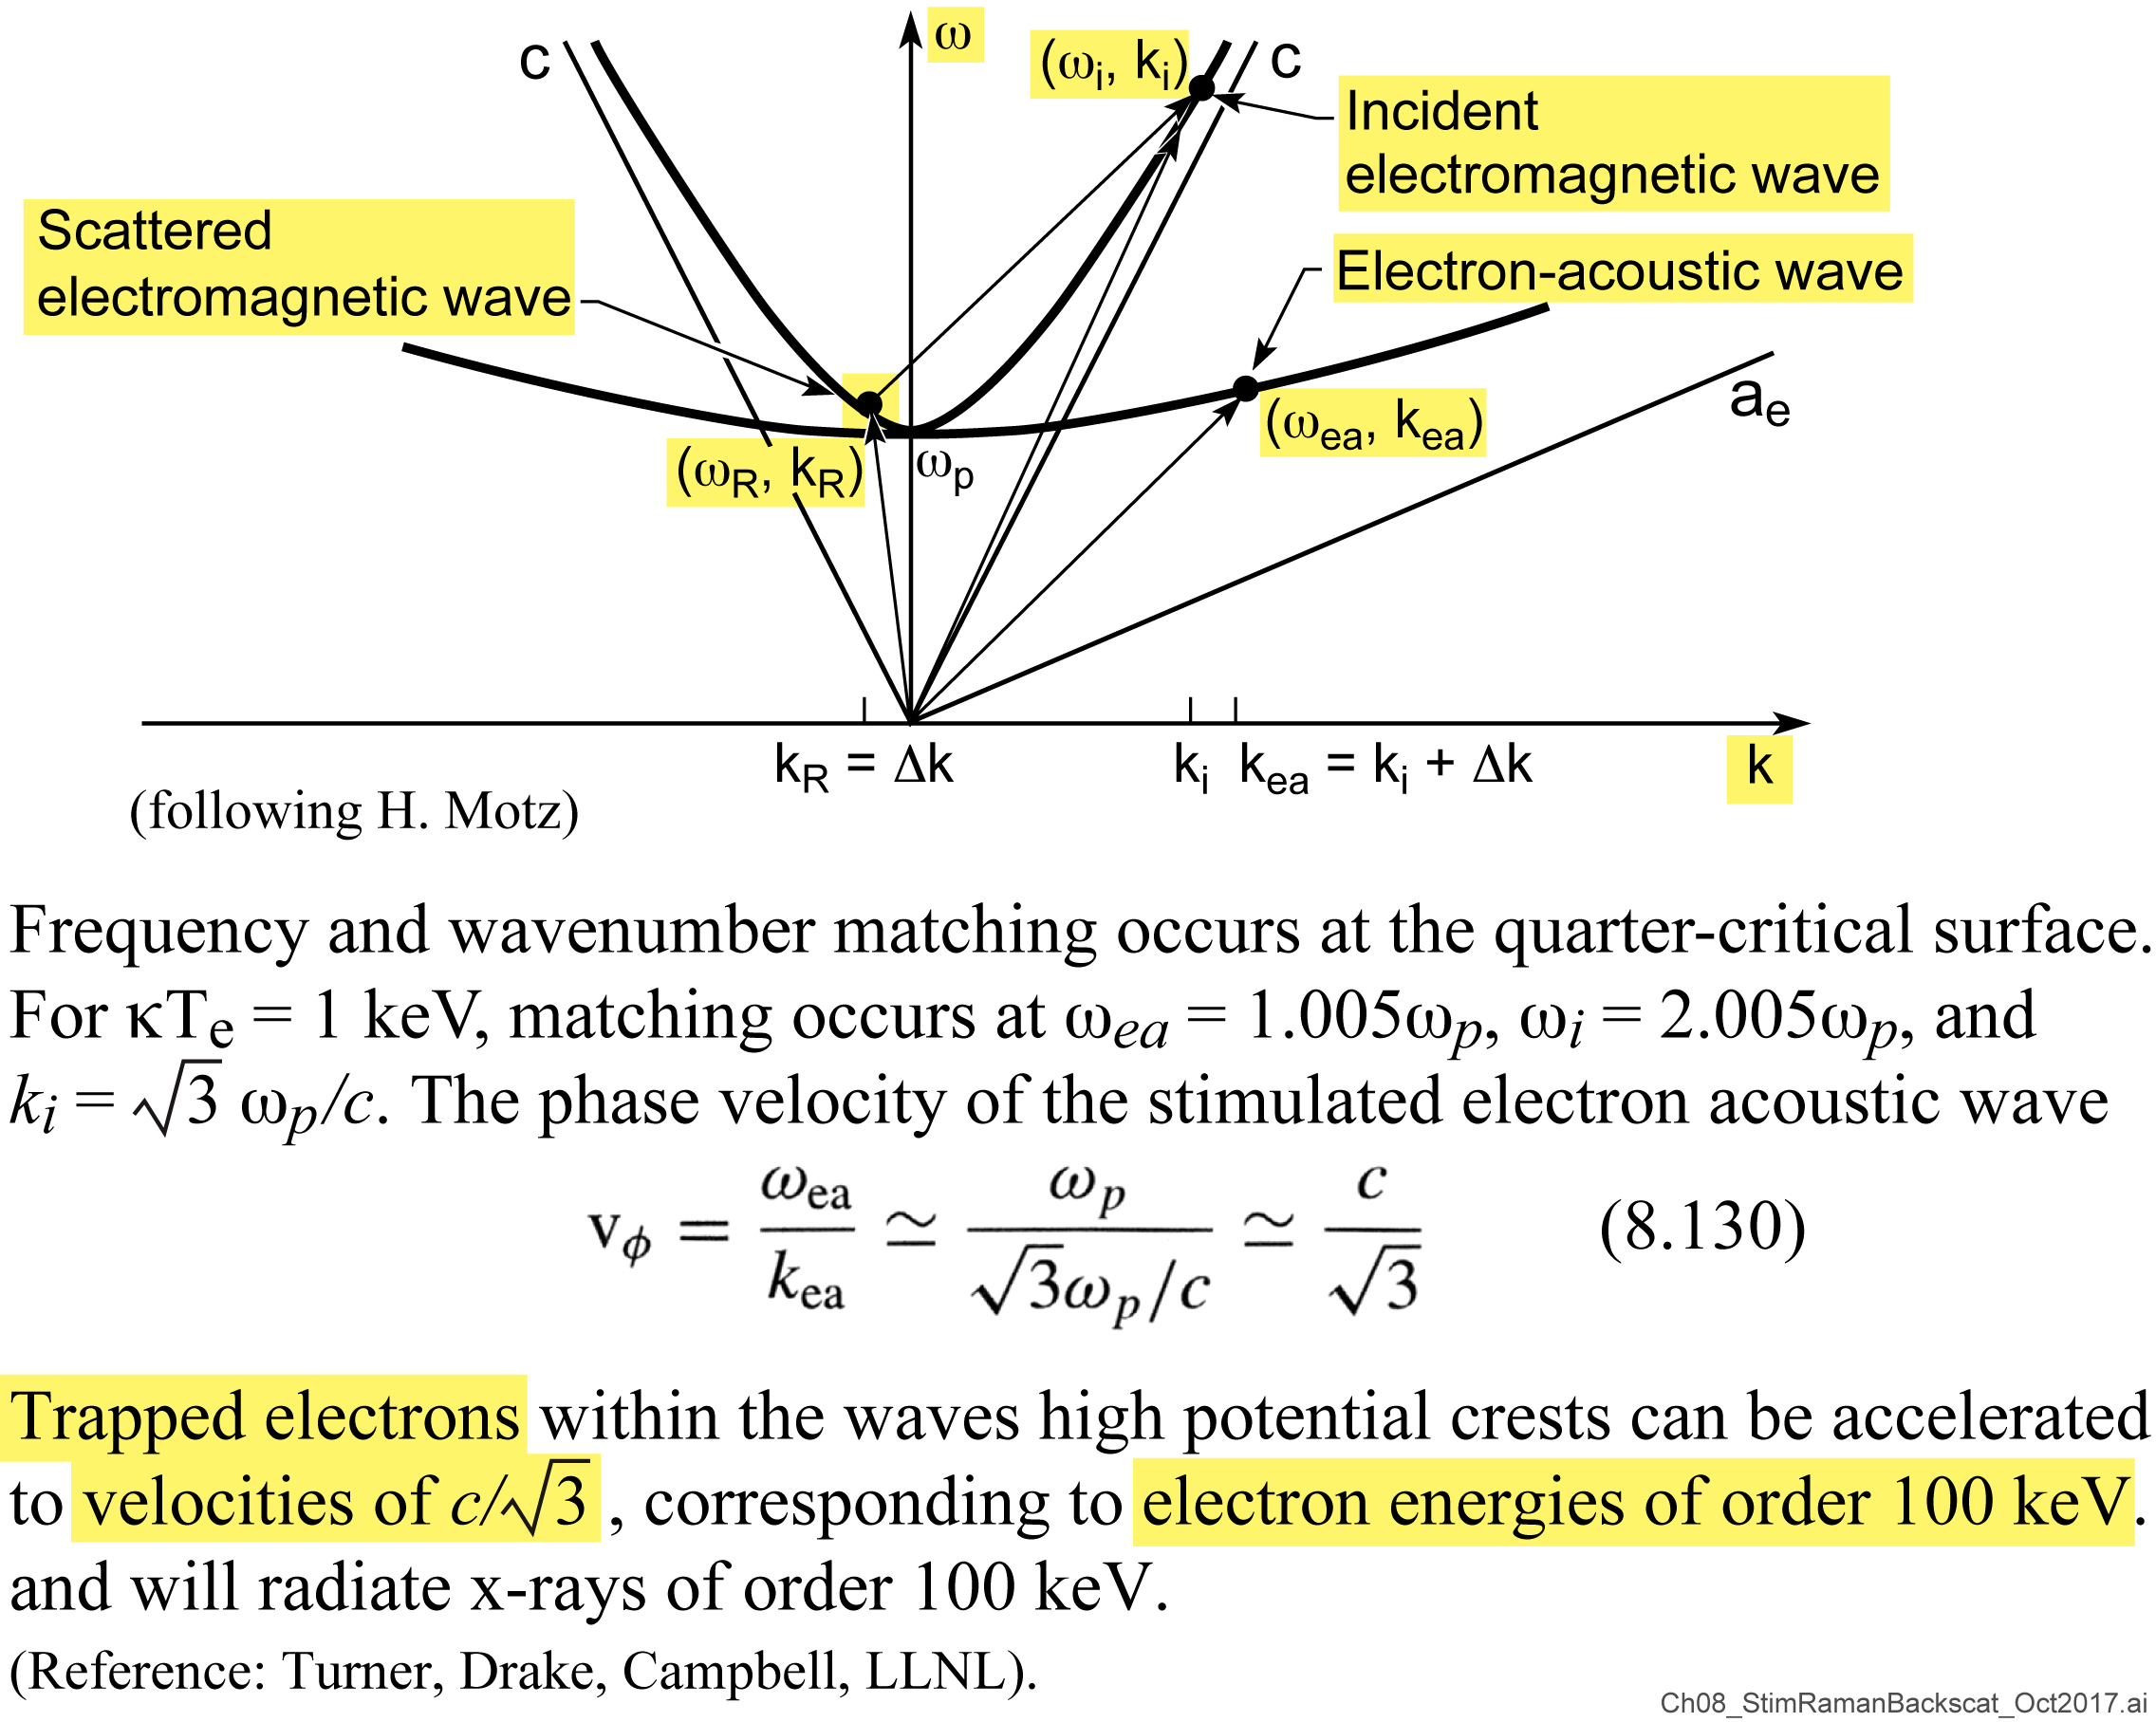 c
ω
(ωi, ki)
c
Incident
electromagnetic wave
Scattered
electromagnetic wave
Electron-acoustic wave
ae
(ωea, kea)
(ωR, kR)
ωp
kR = Δk
ki
kea = ki + Δk
k
(following H. Motz)
Frequency and wavenumber matching occurs at the quarter-critical surface.
For κTe = 1 keV, matching occurs at ωea = 1.005ωp, ωi = 2.005ωp, and
ki = √3 ωp/c. The phase velocity of the stimulated electron acoustic wave
vϕ = ωea/kea ≃ ωp/(√3ωp/c) ≃ c/√3 (8.130)
Trapped electrons within the waves high potential crests can be accelerated
to velocities of c/√3 , corresponding to electron energies of order 100 keV.
and will radiate x-rays of order 100 keV.
(Reference: Turner, Drake, Campbell, LLNL).
Ch08_StimRamanBackscat_Oct2017.ai